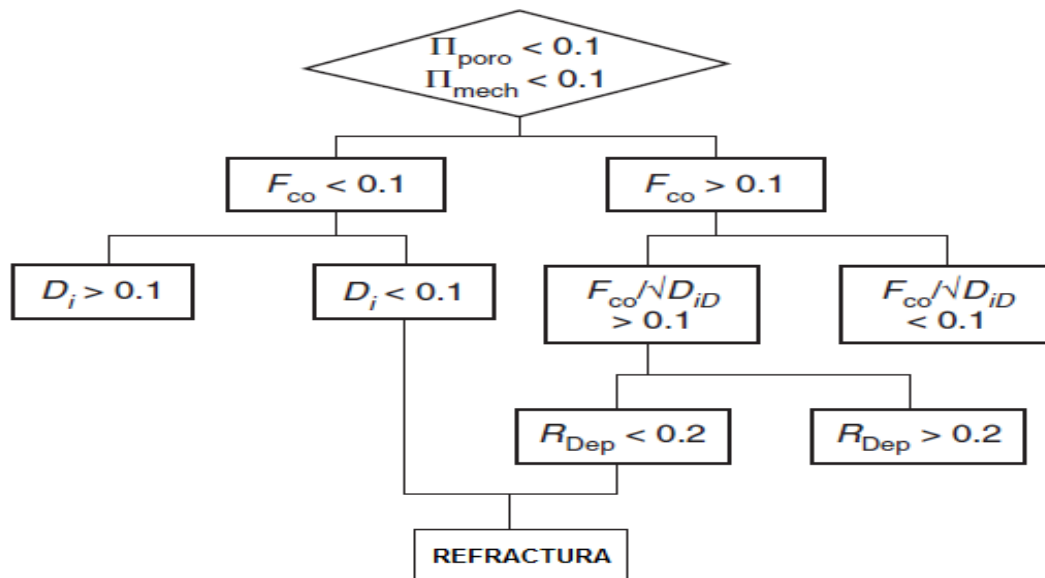 Π_poro < 0.1
Π_mech < 0.1
F_co < 0.1
F_co > 0.1
D_i > 0.1
D_i < 0.1
F_co/√D_iD
> 0.1
F_co/√D_iD
< 0.1
R_Dep < 0.2
R_Dep > 0.2
REFRACTURA